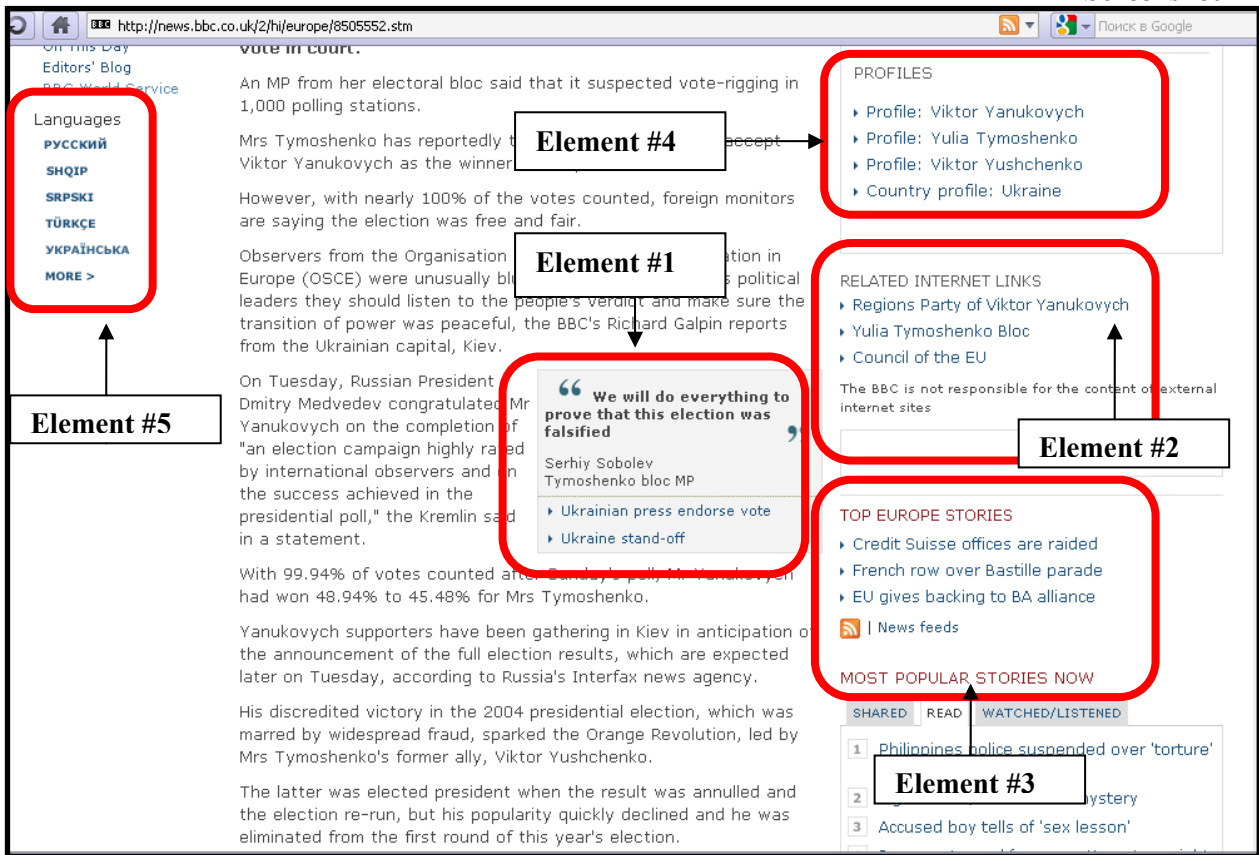 http://news.bbc.co.uk/2/hi/europe/8505552.stm
Поиск в Google
On This Day
Editors' Blog
BBC World Service
Languages
РУССКИЙ
SHQIP
SRPSKI
TÜRKÇE
УКРАЇНСЬКА
MORE >
Element #5
vote in court.
An MP from her electoral bloc said that it suspected vote-rigging in
1,000 polling stations.
Mrs Tymoshenko has reportedly accept
Viktor Yanukovych as the winner
Element #4
However, with nearly 100% of the votes counted, foreign monitors
are saying the election was free and fair.
Observers from the Organisation in
Europe (OSCE) were unusually political
leaders they should listen to the people's verdict and make sure the
transition of power was peaceful, the BBC's Richard Galpin reports
from the Ukrainian capital, Kiev.
Element #1
On Tuesday, Russian President
Dmitry Medvedev congratulated Mr
Yanukovych on the completion of
"an election campaign highly rated
by international observers and on
the success achieved in the
presidential poll," the Kremlin said
in a statement.
“ We will do everything to
prove that this election was
falsified ”
Serhiy Sobolev
Tymoshenko bloc MP
Ukrainian press endorse vote
Ukraine stand-off
With 99.94% of votes counted after Sunday's poll, Mr Yanukovych
had won 48.94% to 45.48% for Mrs Tymoshenko.
Yanukovych supporters have been gathering in Kiev in anticipation of
the announcement of the full election results, which are expected
later on Tuesday, according to Russia's Interfax news agency.
His discredited victory in the 2004 presidential election, which was
marred by widespread fraud, sparked the Orange Revolution, led by
Mrs Tymoshenko's former ally, Viktor Yushchenko.
The latter was elected president when the result was annulled and
the election re-run, but his popularity quickly declined and he was
eliminated from the first round of this year's election.
PROFILES
Profile: Viktor Yanukovych
Profile: Yulia Tymoshenko
Profile: Viktor Yushchenko
Country profile: Ukraine
RELATED INTERNET LINKS
Regions Party of Viktor Yanukovych
Yulia Tymoshenko Bloc
Council of the EU
The BBC is not responsible for the content of external
internet sites
Element #2
TOP EUROPE STORIES
Credit Suisse offices are raided
French row over Bastille parade
EU gives backing to BA alliance
| News feeds
MOST POPULAR STORIES NOW
SHARED READ WATCHED/LISTENED
1 Philippines police suspended over 'torture'
Element #3
2 mystery
3 Accused boy tells of 'sex lesson'